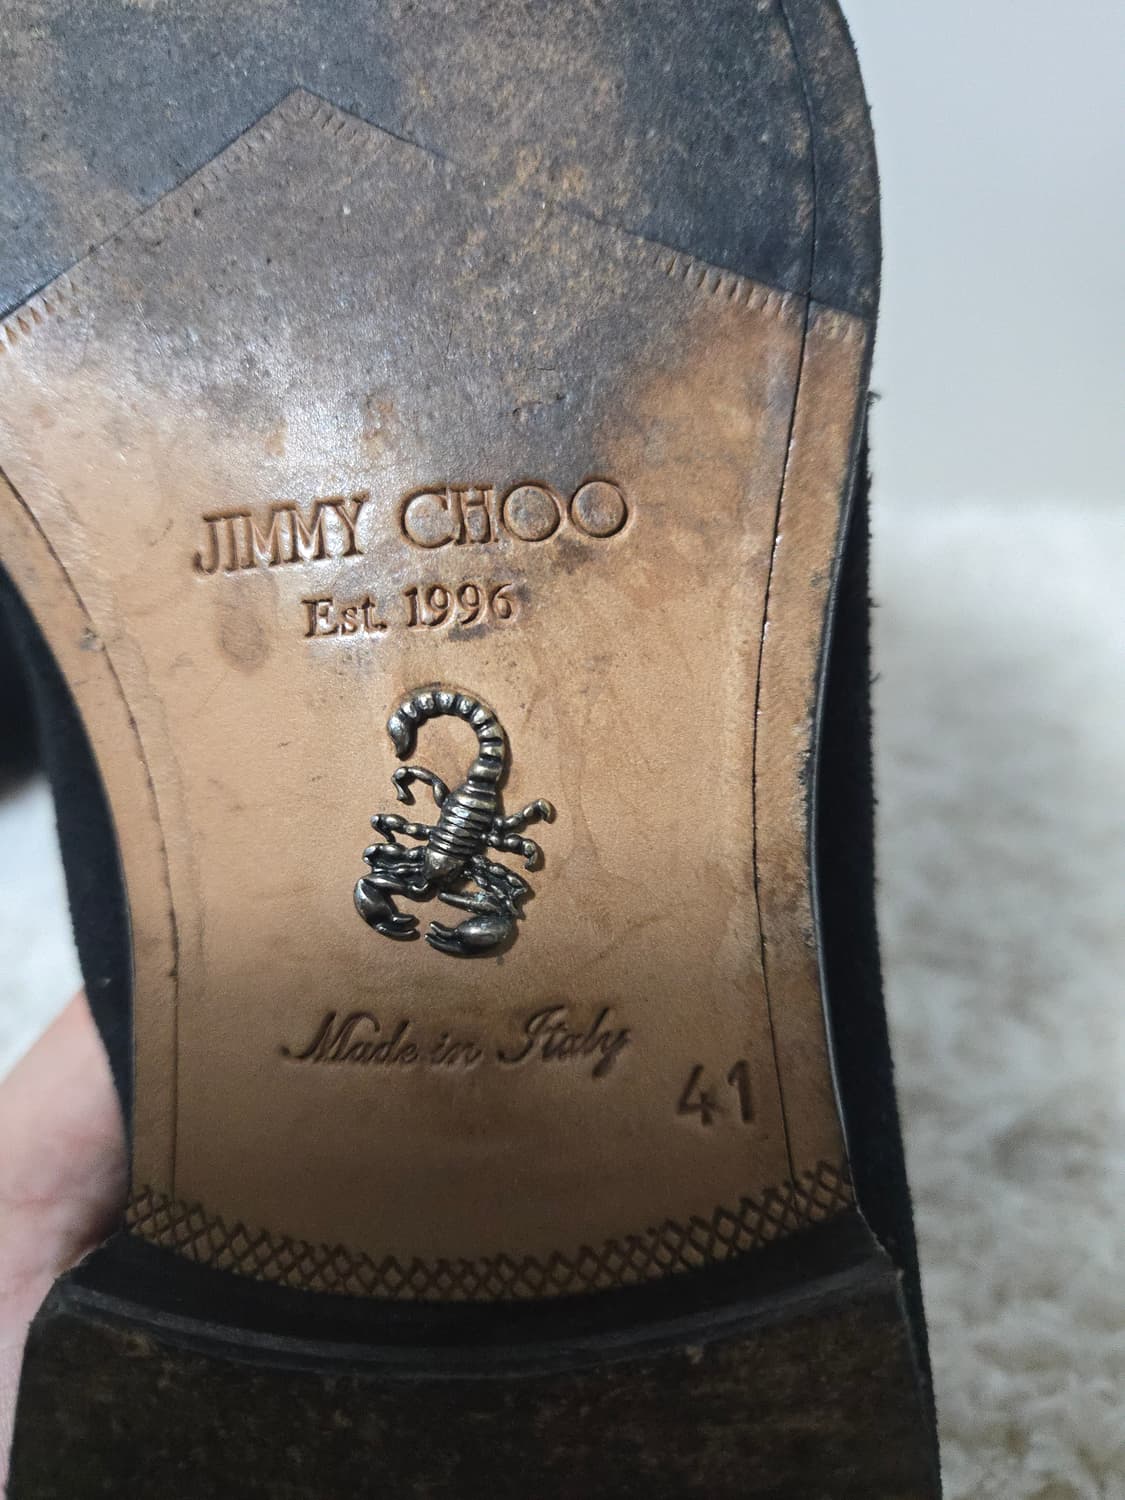 JIMMY CHOO
Est. 1996
Made in Italy
41